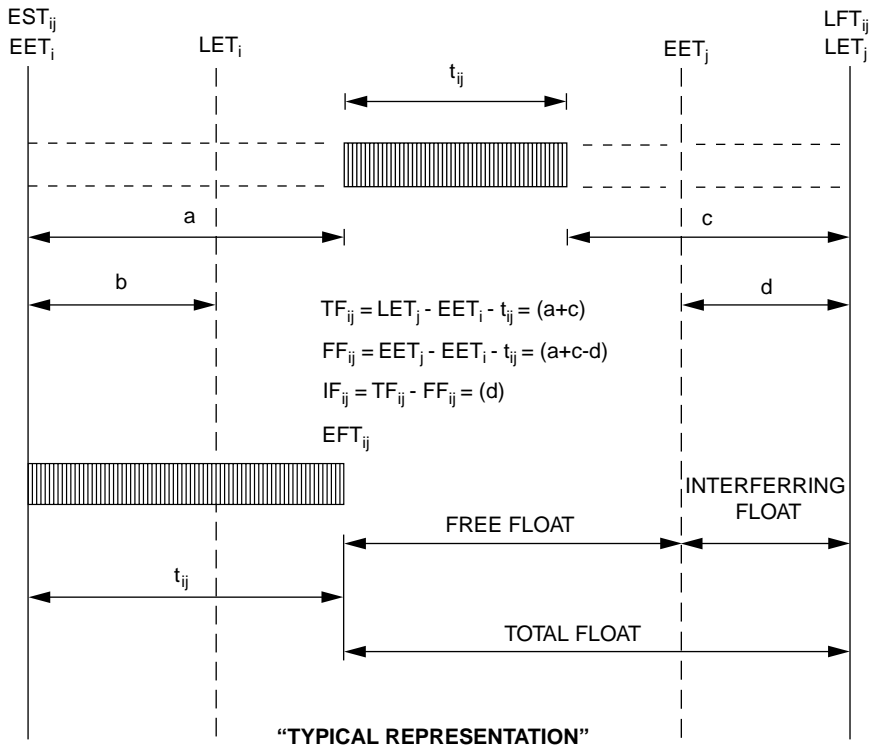 EST_ij
EET_i
LET_i
EET_j
LFT_ij
LET_j
t_ij
a
c
b
d
TF_ij = LET_j - EET_i - t_ij = (a+c)
FF_ij = EET_j - EET_i - t_ij = (a+c-d)
IF_ij = TF_ij - FF_ij = (d)
EFT_ij
INTERFERRING
FLOAT
FREE FLOAT
t_ij
TOTAL FLOAT
“TYPICAL REPRESENTATION”